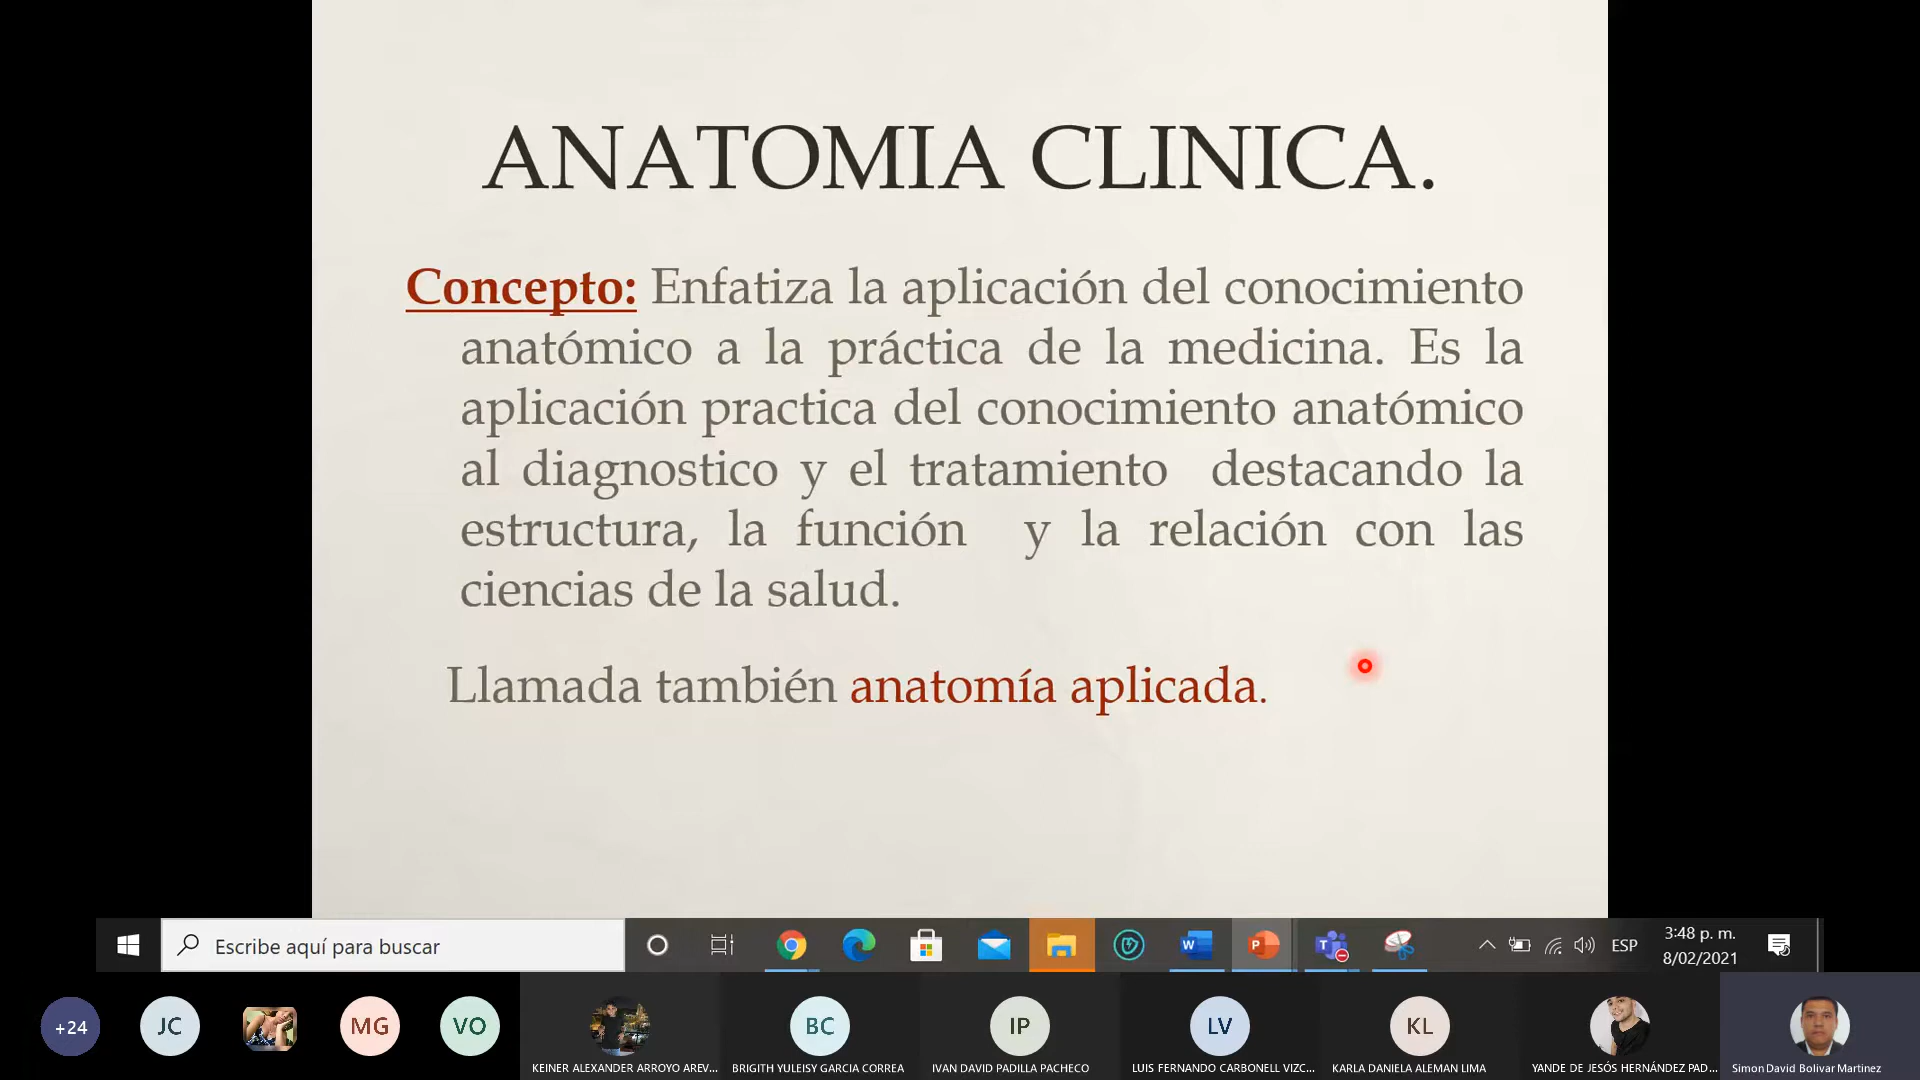 ANATOMIA CLINICA.
Concepto: Enfatiza la aplicación del conocimiento
anatómico a la práctica de la medicina. Es la
aplicación practica del conocimiento anatómico
al diagnostico y el tratamiento destacando la
estructura, la función y la relación con las
ciencias de la salud.
Llamada también anatomía aplicada.
Escribe aquí para buscar
ESP
3:48 p. m.
8/02/2021
+24
JC
MG
VO
BC
IP
LV
KL
KEINER ALEXANDER ARROYO AREV...
BRIGITH YULEISY GARCIA CORREA
IVAN DAVID PADILLA PACHECO
LUIS FERNANDO CARBONELL VIZC...
KARLA DANIELA ALEMAN LIMA
YANDE DE JESÚS HERNÁNDEZ PAD...
Simon David Bolivar Martinez